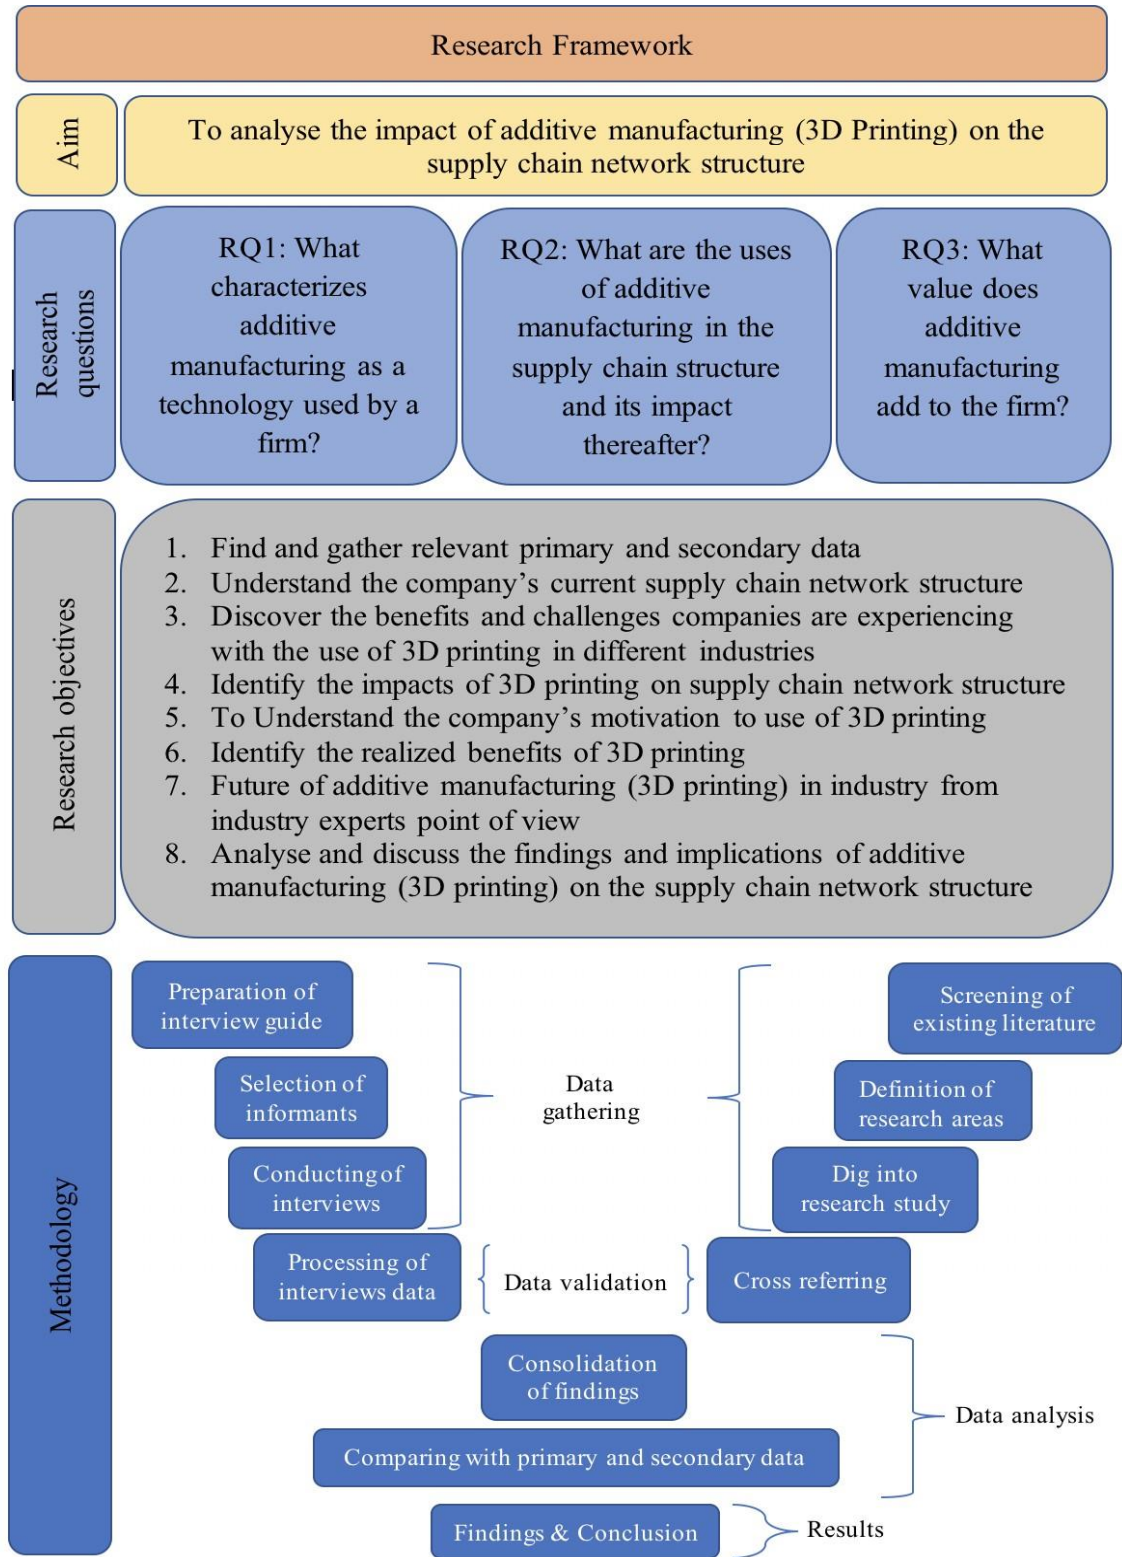 Research Framework
Aim
To analyse the impact of additive manufacturing (3D Printing) on the
supply chain network structure
Research
questions
RQ1: What
characterizes
additive
manufacturing as a
technology used by a
firm?
RQ2: What are the uses
of additive
manufacturing in the
supply chain structure
and its impact
thereafter?
RQ3: What
value does
additive
manufacturing
add to the firm?
Research objectives
1. Find and gather relevant primary and secondary data
2. Understand the company’s current supply chain network structure
3. Discover the benefits and challenges companies are experiencing
with the use of 3D printing in different industries
4. Identify the impacts of 3D printing on supply chain network structure
5. To Understand the company’s motivation to use of 3D printing
6. Identify the realized benefits of 3D printing
7. Future of additive manufacturing (3D printing) in industry from
industry experts point of view
8. Analyse and discuss the findings and implications of additive
manufacturing (3D printing) on the supply chain network structure
Methodology
Preparation of
interview guide
Selection of
informants
Conducting of
interviews
Data
gathering
Screening of
existing literature
Definition of
research areas
Dig into
research study
Processing of
interviews data
Data validation
Cross referring
Consolidation
of findings
Comparing with primary and secondary data
Data analysis
Findings & Conclusion
Results